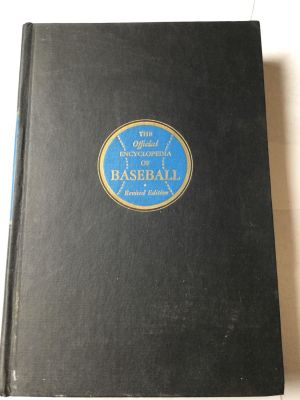 THE
Official
ENCYCLOPEDIA
OF
BASEBALL
Revised Edition